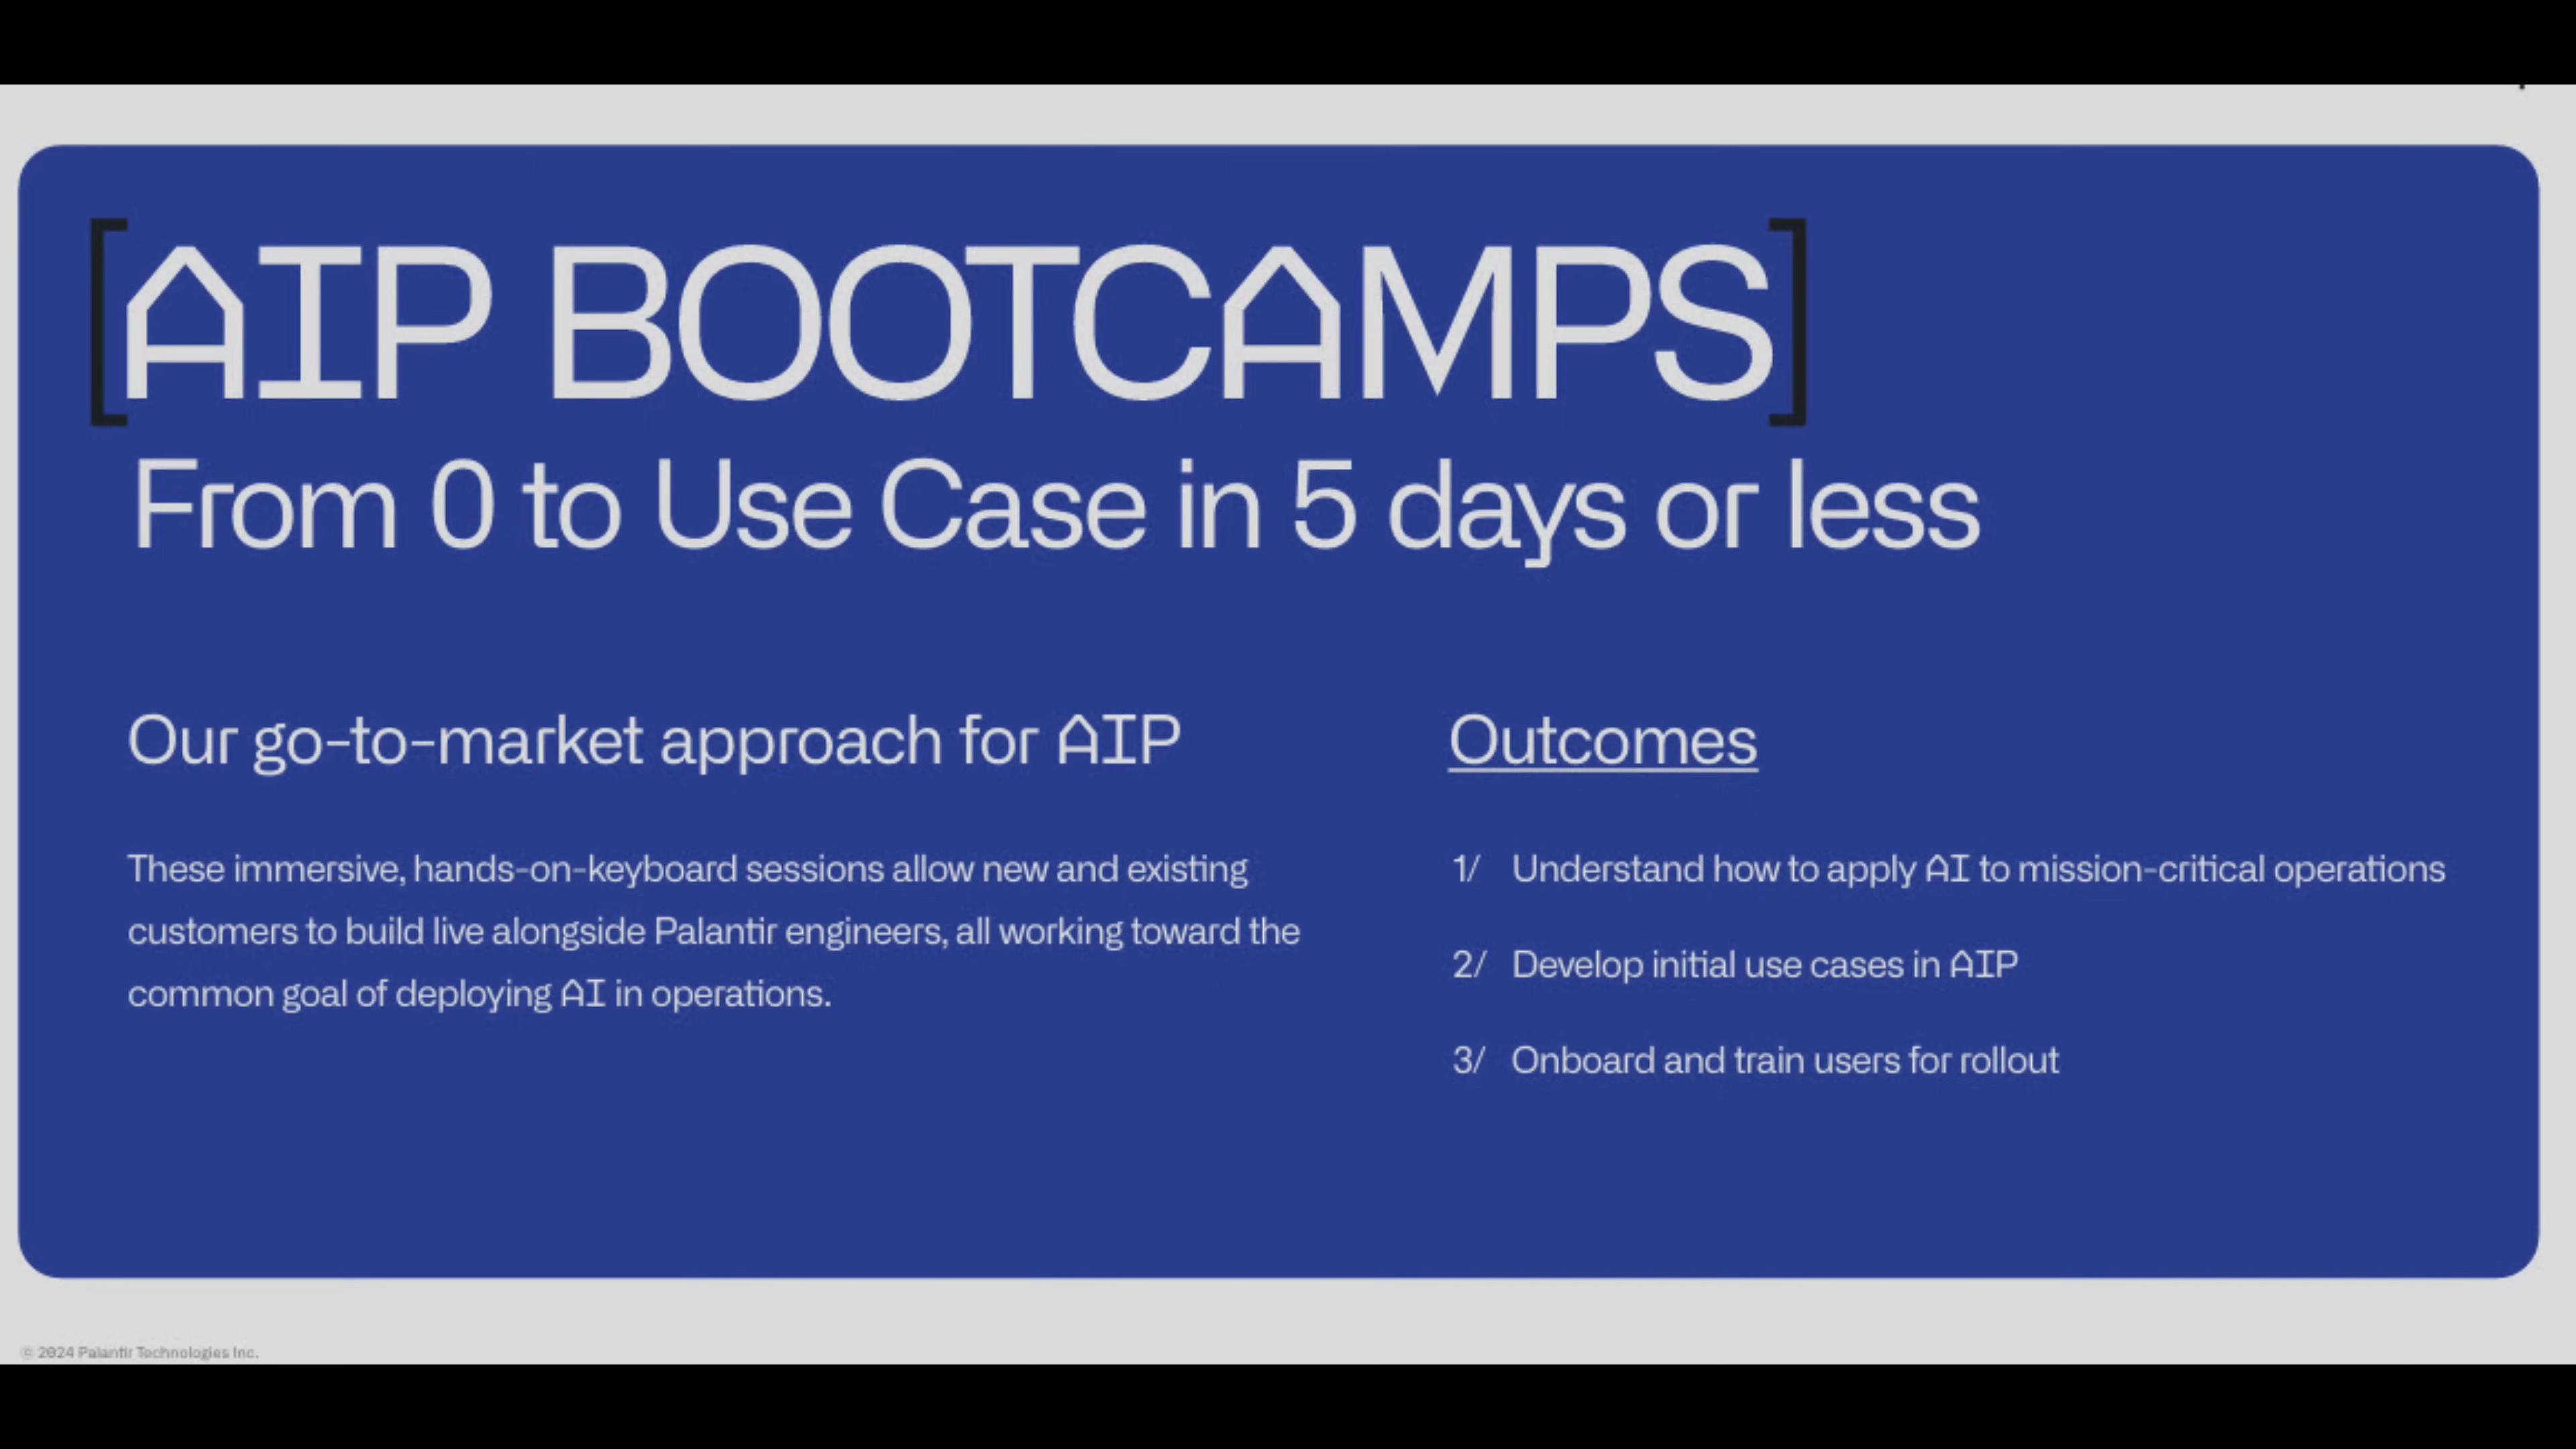 [AIP BOOTCAMPS]
From 0 to Use Case in 5 days or less
Our go-to-market approach for AIP
These immersive, hands-on-keyboard sessions allow new and existing
customers to build live alongside Palantir engineers, all working toward the
common goal of deploying AI in operations.
Outcomes
1/ Understand how to apply AI to mission-critical operations
2/ Develop initial use cases in AIP
3/ Onboard and train users for rollout
© 2024 Palantir Technologies Inc.